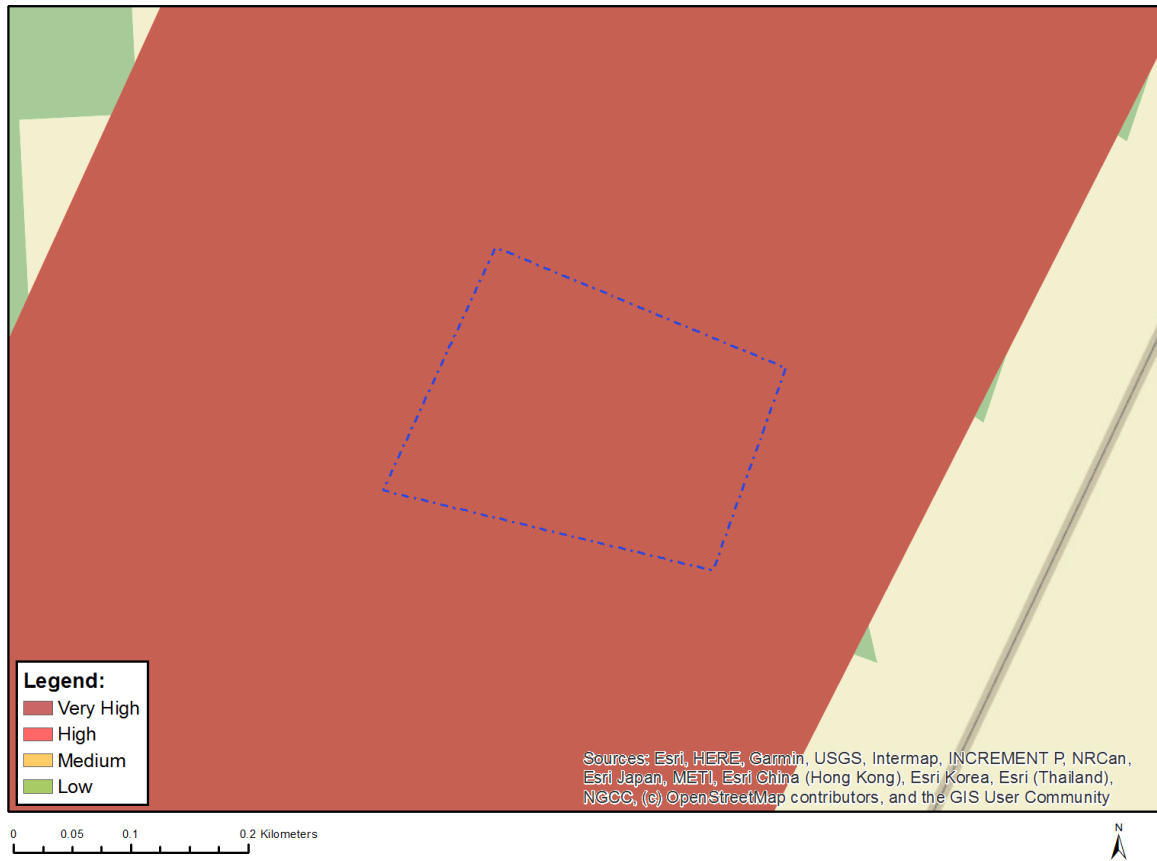 Legend:
Very High
High
Medium
Low
Sources: Esri, HERE, Garmin, USGS, Intermap, INCREMENT P, NRCan,
Esri Japan, METI, Esri China (Hong Kong), Esri Korea, Esri (Thailand),
NGCC, (c) OpenStreetMap contributors, and the GIS User Community
0 0.05 0.1 0.2 Kilometers
N